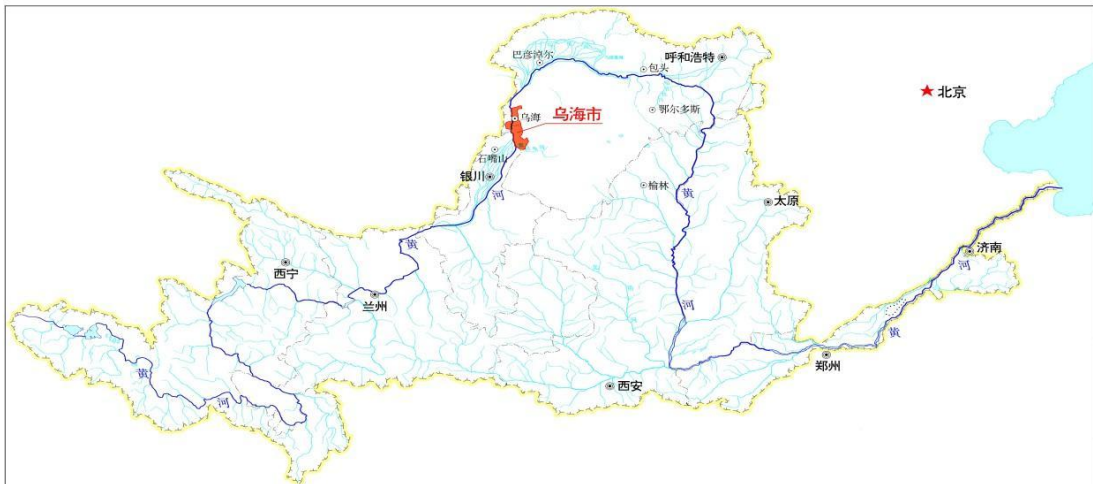 巴彦淖尔
包头
呼和浩特
北京
乌海
乌海市
鄂尔多斯
石嘴山
银川
榆林
太原
河
黄
黄
西宁
兰州
济南
河
河
黄
郑州
西安
黄
河